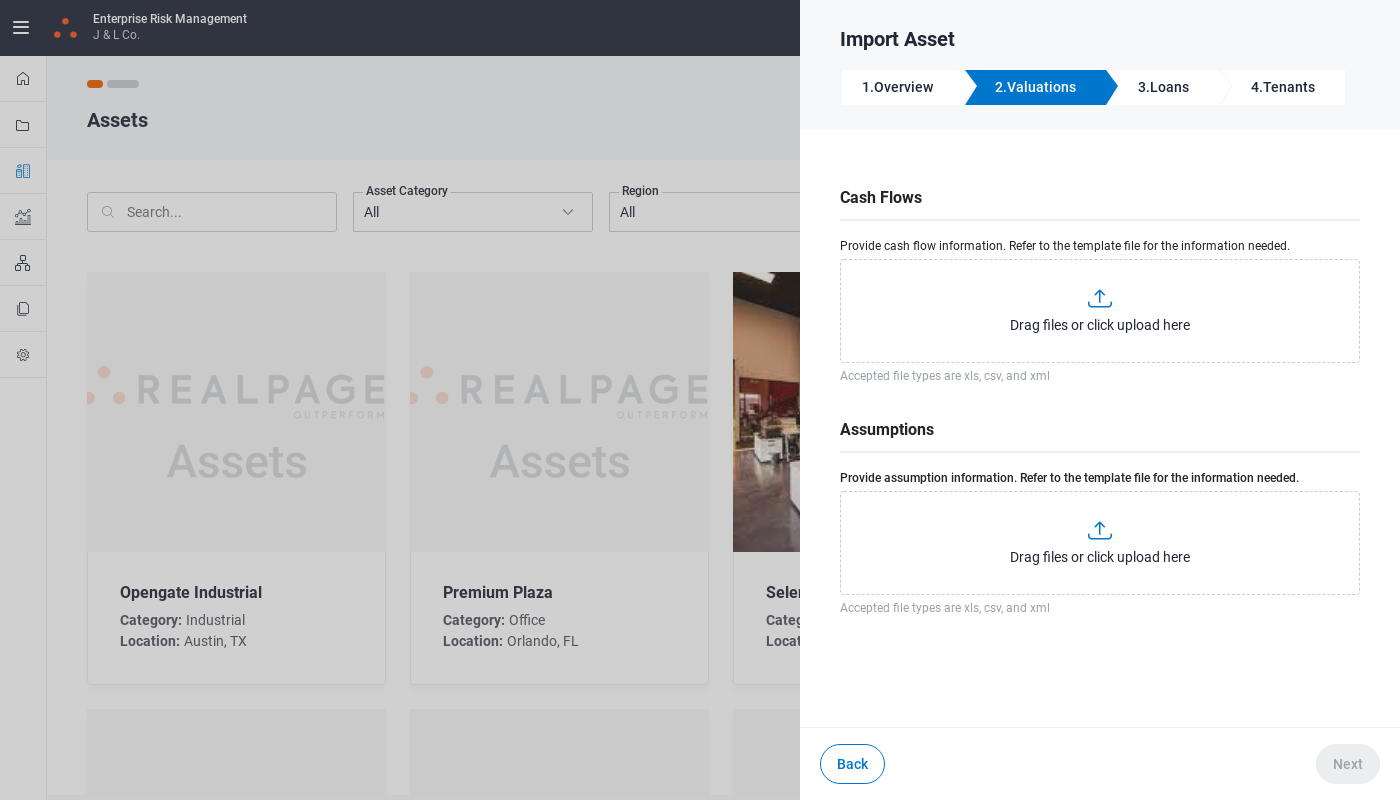 Enterprise Risk Management
J & L Co.
Assets
Search...
Asset Category
All
Region
All
REALPAGE
OUTPERFORM
Assets
REALPAGE
OUTPERFORM
Assets
Opengate Industrial
Category: Industrial
Location: Austin, TX
Premium Plaza
Category: Office
Location: Orlando, FL
Import Asset
1.Overview
2.Valuations
3.Loans
4.Tenants
Cash Flows
Provide cash flow information. Refer to the template file for the information needed.
Drag files or click upload here
Accepted file types are xls, csv, and xml
Assumptions
Provide assumption information. Refer to the template file for the information needed.
Drag files or click upload here
Accepted file types are xls, csv, and xml
Back
Next